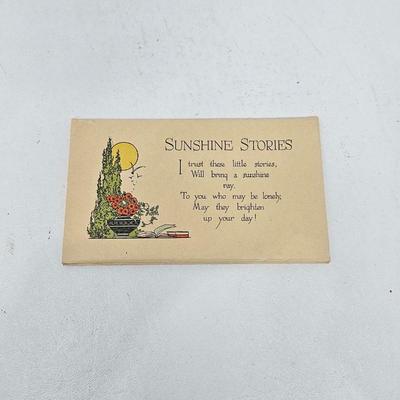 SUNSHINE STORIES
I trust these little stories,
Will bring a sunshine
ray,
To you who may be lonely,
May they brighten
up your day!